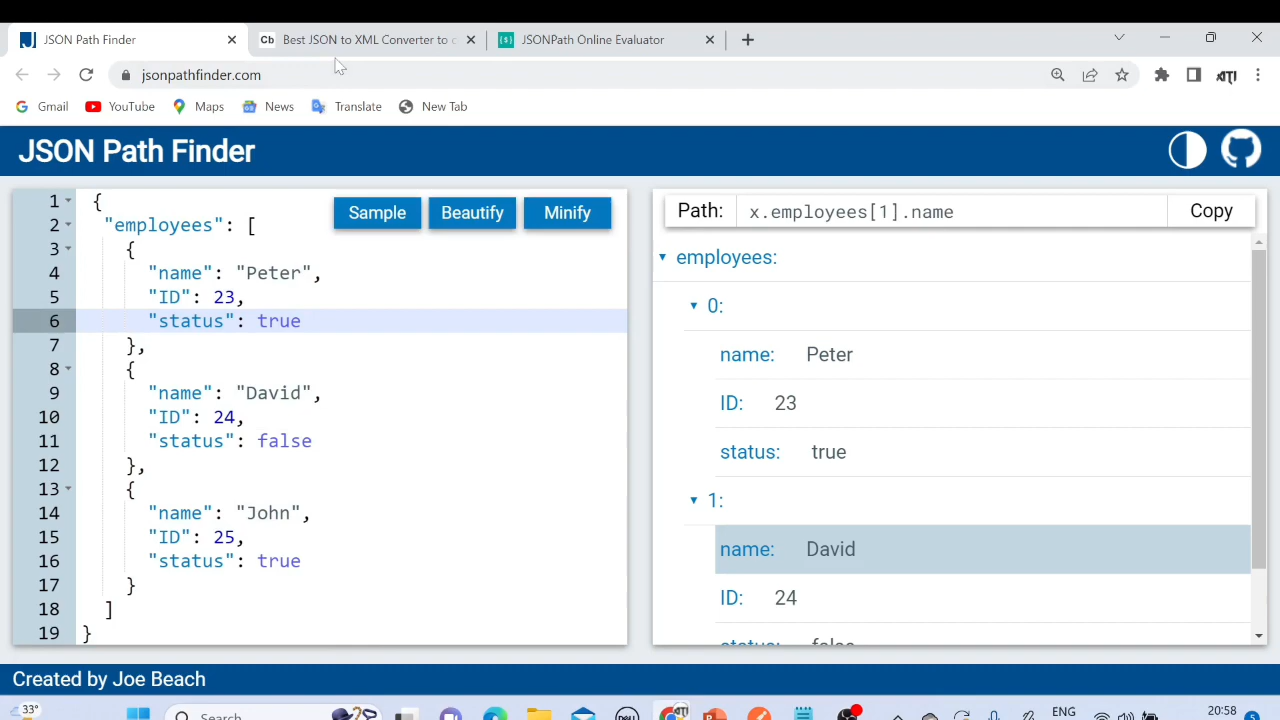 JSON Path Finder
Cb Best JSON to XML Converter to
JSONPath Online Evaluator
jsonpathfinder.com
Gmail
YouTube
Maps
News
Translate
New Tab
JSON Path Finder
1 {
2 "employees": [
3 {
4 "name": "Peter",
5 "ID": 23,
6 "status": true
7 },
8 {
9 "name": "David",
10 "ID": 24,
11 "status": false
12 },
13 {
14 "name": "John",
15 "ID": 25,
16 "status": true
17 }
18 ]
19 }
Sample
Beautify
Minify
Path: x.employees[1].name Copy
employees:
0:
name: Peter
ID: 23
status: true
1:
name: David
ID: 24
status: false
Created by Joe Beach
33°
Search
ENG
20:58